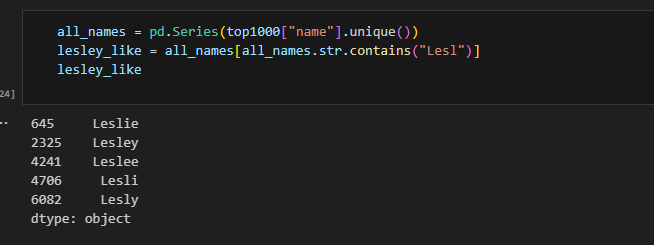 all_names = pd.Series(top1000["name"].unique())
lesley_like = all_names[all_names.str.contains("Lesl")]
lesley_like
24]
..
645 Leslie
2325 Lesley
4241 Leslee
4706 Lesli
6082 Lesly
dtype: object